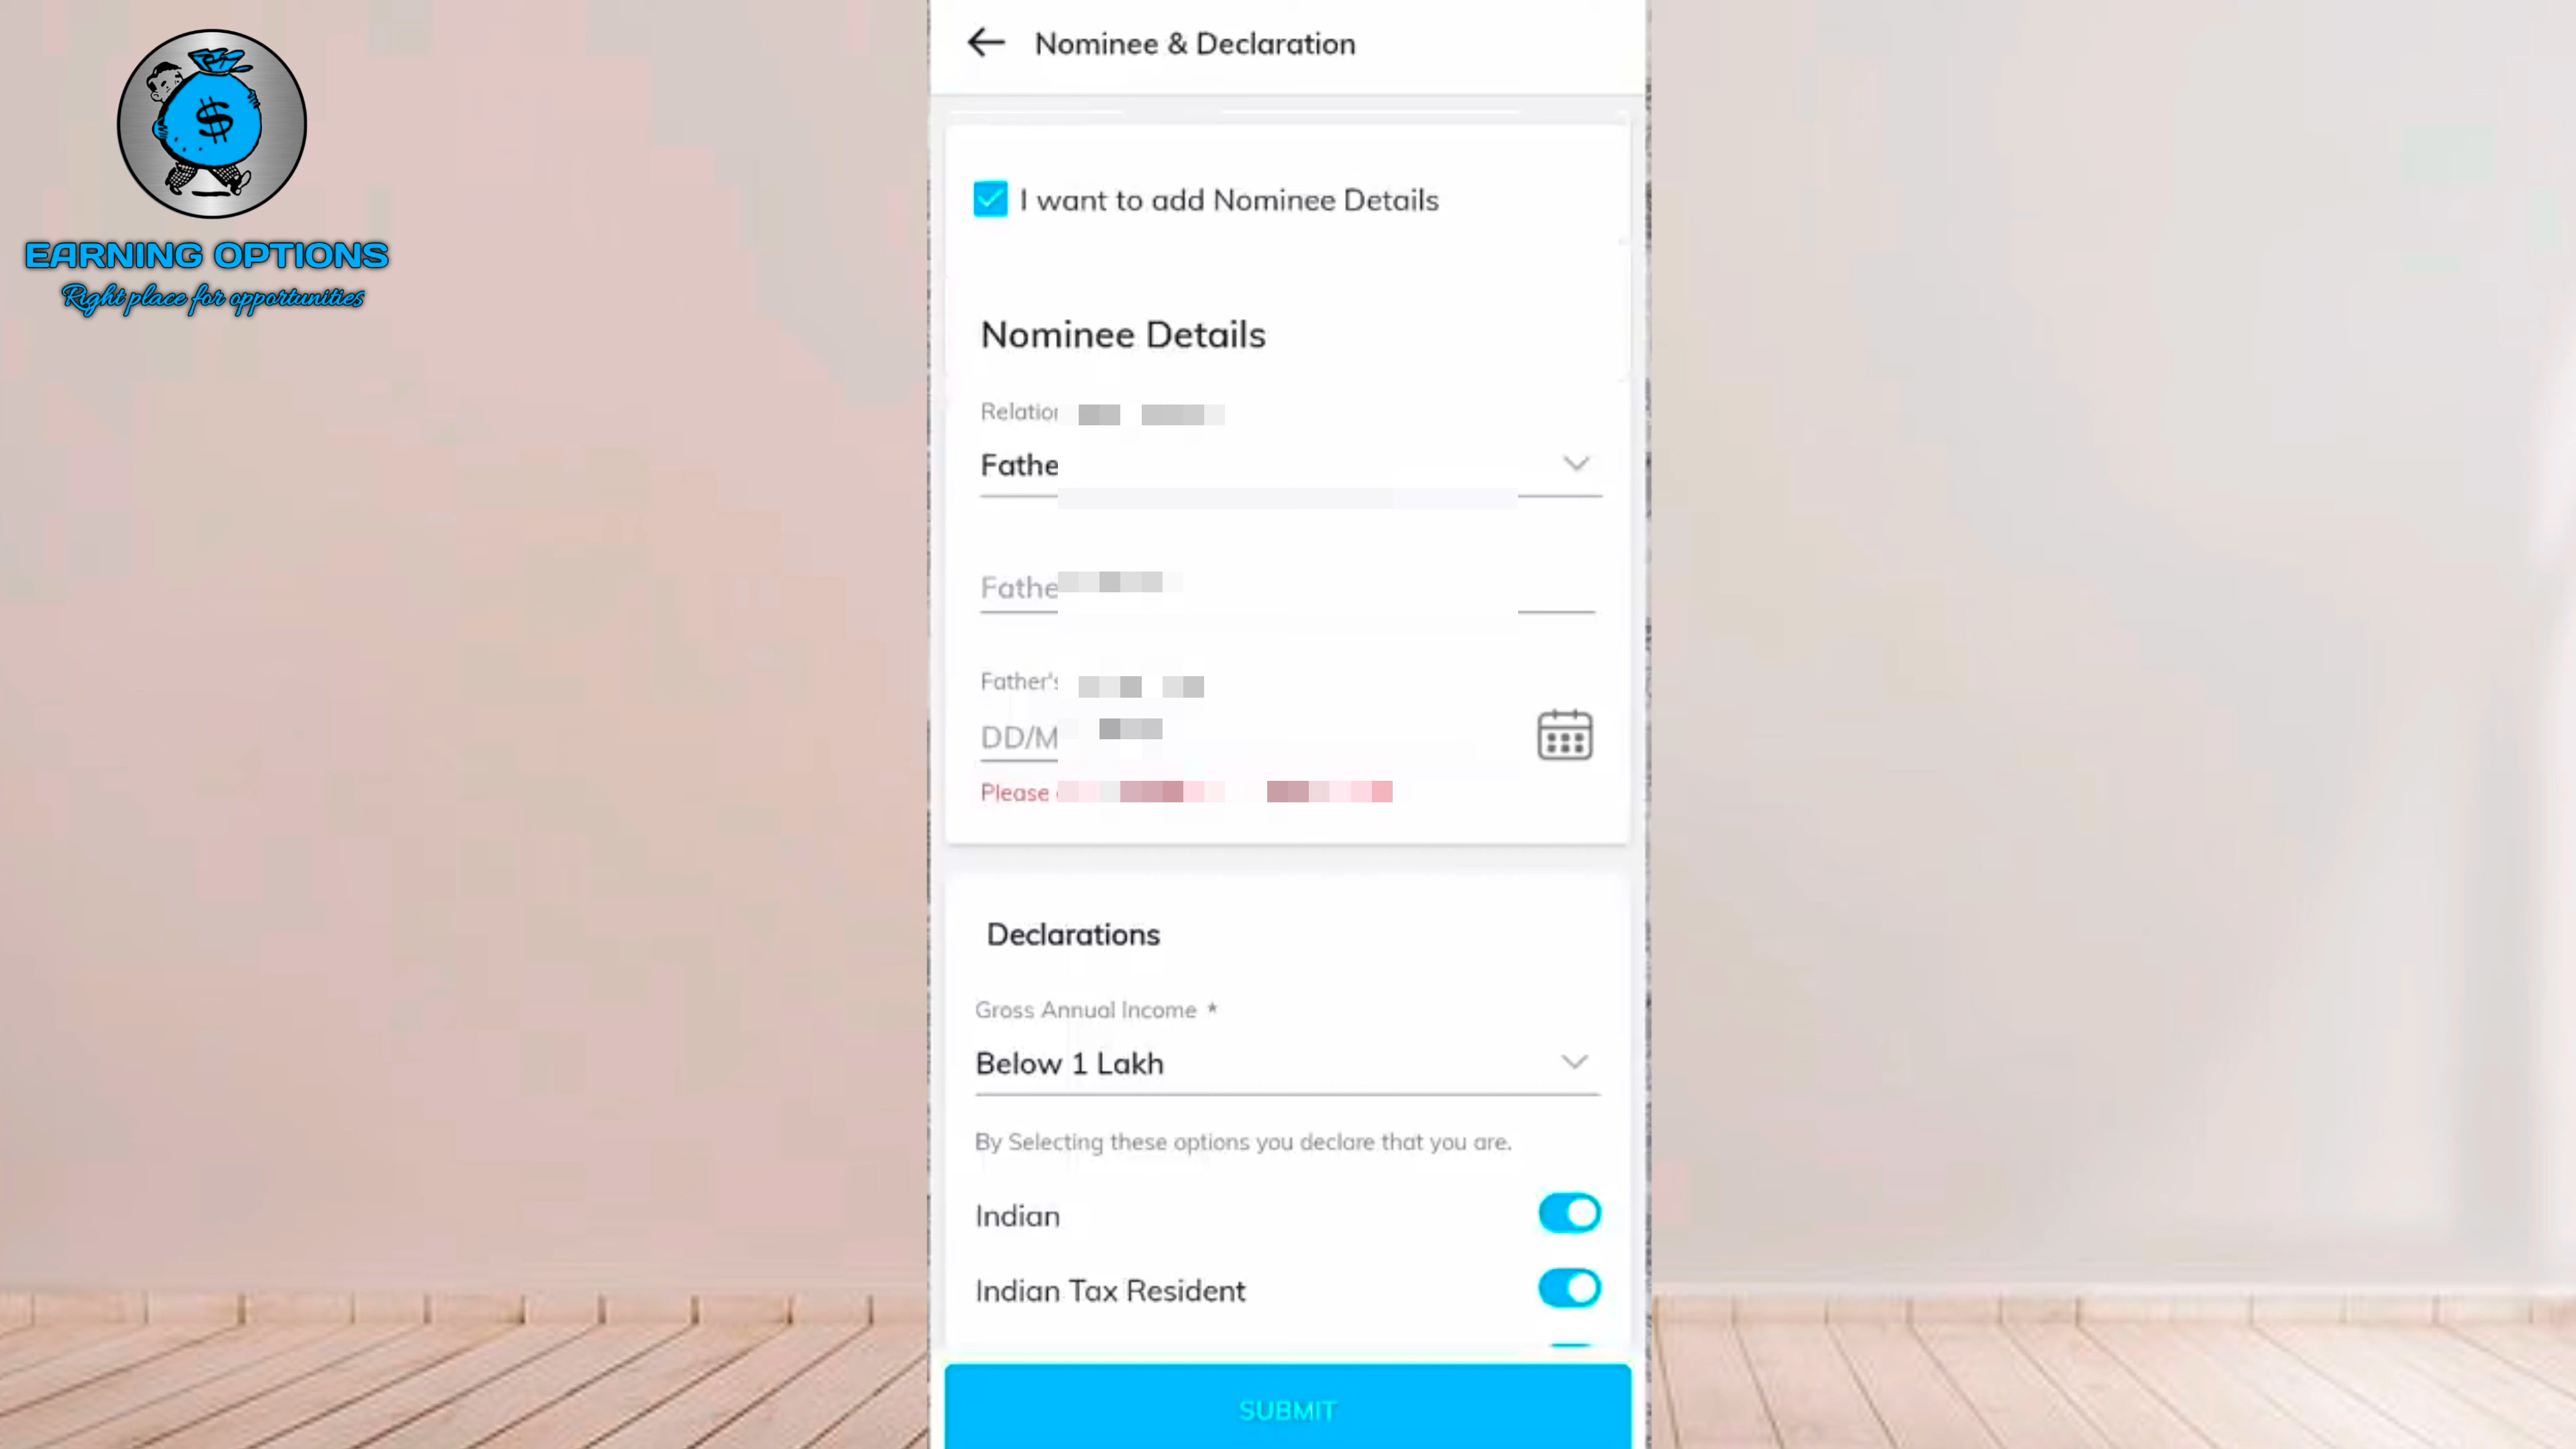 Nominee & Declaration
$
EARNING OPTIONS
Right place for opportunities
I want to add Nominee Details
Nominee Details
Fathe
Fathe
Father's
DD/M
Please
Declarations
Gross Annual Income *
Below 1 Lakh
By Selecting these options you declare that you are.
Indian
Indian Tax Resident
SUBMIT